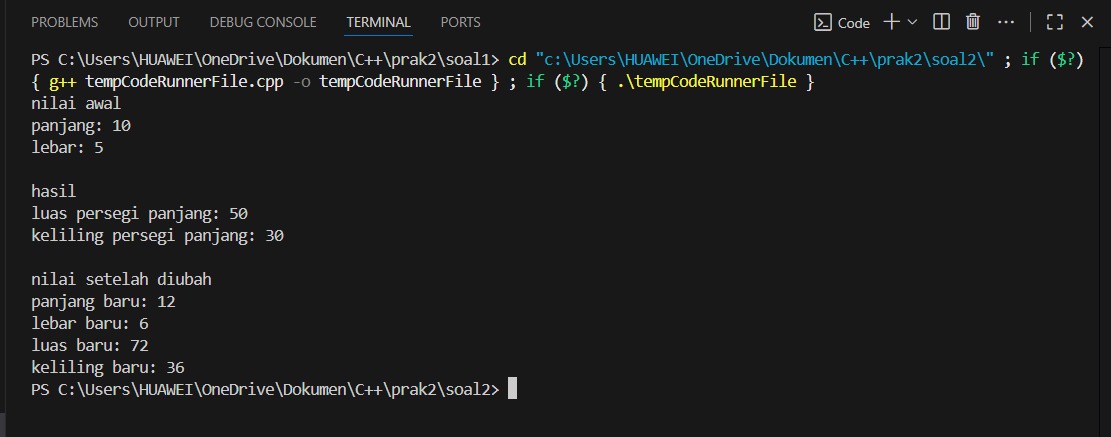 PROBLEMS OUTPUT DEBUG CONSOLE TERMINAL PORTS Code
PS C:\Users\HUAWEI\OneDrive\Dokumen\C++\prak2\soal1> cd "c:\Users\HUAWEI\OneDrive\Dokumen\C++\prak2\soal2\" ; if ($?)
{ g++ tempCodeRunnerFile.cpp -o tempCodeRunnerFile } ; if ($?) { .\tempCodeRunnerFile }
nilai awal
panjang: 10
lebar: 5
hasil
luas persegi panjang: 50
keliling persegi panjang: 30
nilai setelah diubah
panjang baru: 12
lebar baru: 6
luas baru: 72
keliling baru: 36
PS C:\Users\HUAWEI\OneDrive\Dokumen\C++\prak2\soal2>